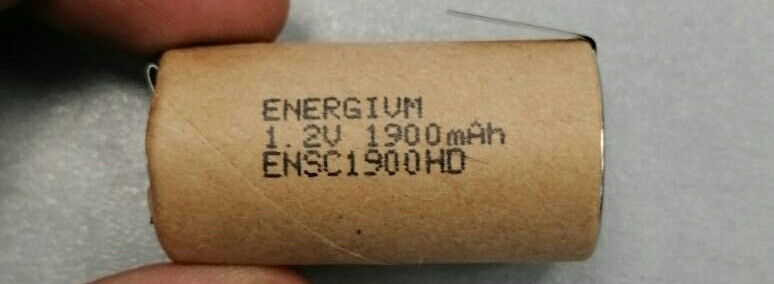 ENERGIVM
1.2V 1900mAh
ENSC1900HD